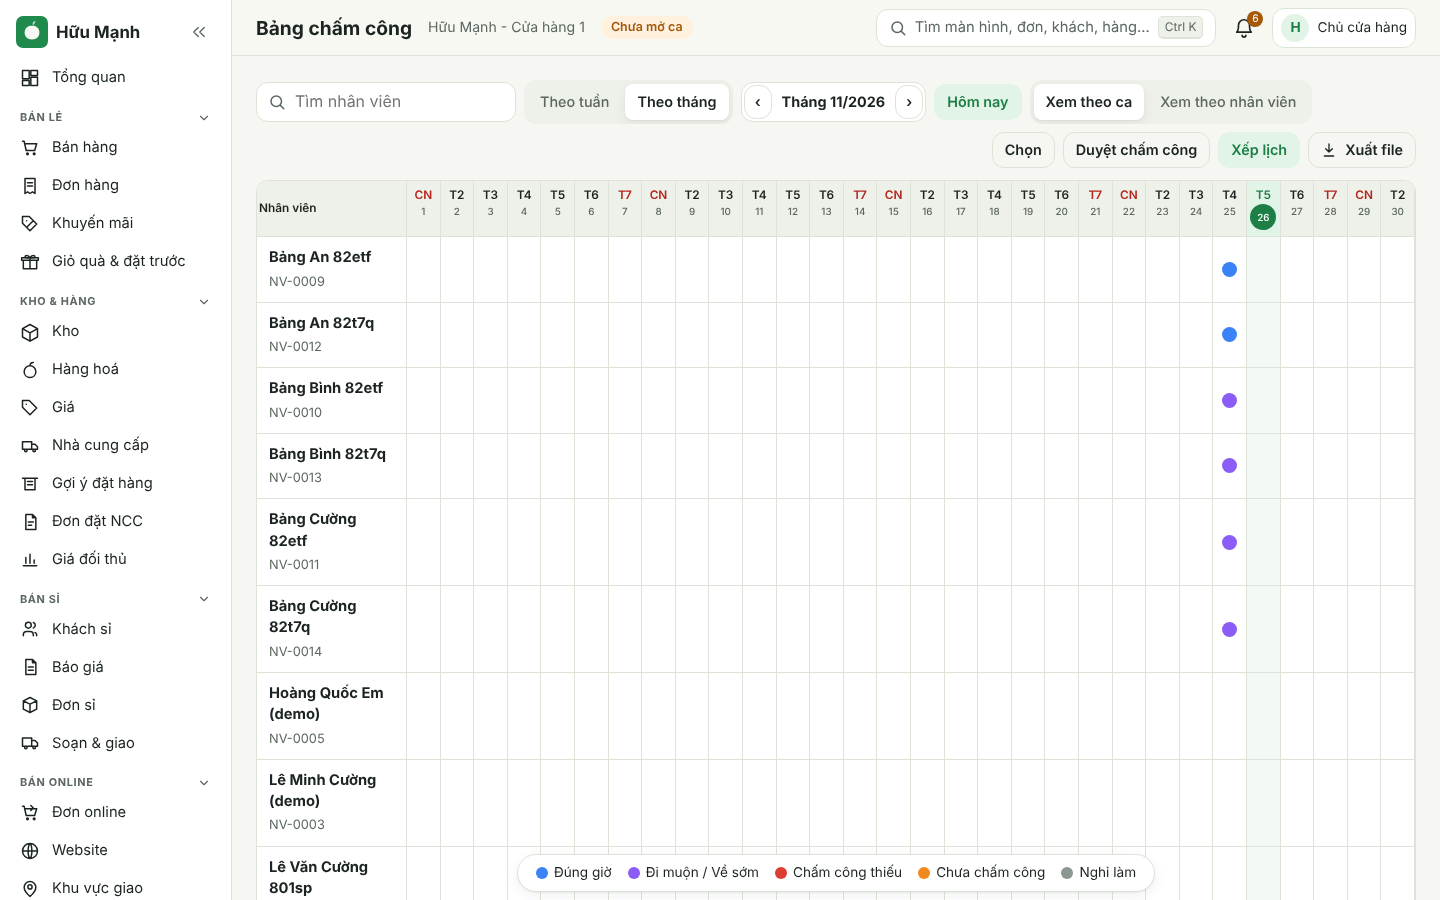 Hữu Mạnh
Tổng quan
BÁN LẺ
Bán hàng
Đơn hàng
Khuyến mãi
Giỏ quà & đặt trước
KHO & HÀNG
Kho
Hàng hoá
Giá
Nhà cung cấp
Gợi ý đặt hàng
Đơn đặt NCC
Giá đối thủ
BÁN SỈ
Khách sỉ
Báo giá
Đơn sỉ
Soạn & giao
BÁN ONLINE
Đơn online
Website
Khu vực giao
Bảng chấm công Hữu Mạnh - Cửa hàng 1 Chưa mở ca Tìm màn hình, đơn, khách, hàng... Ctrl K 6 H Chủ cửa hàng
Tìm nhân viên Theo tuần Theo tháng ‹ Tháng 11/2026 › Hôm nay Xem theo ca Xem theo nhân viên
Chọn Duyệt chấm công Xếp lịch Xuất file
Nhân viên CN T2 T3 T4 T5 T6 T7 CN T2 T3 T4 T5 T6 T7 CN T2 T3 T4 T5 T6 T7 CN T2 T3 T4 T5 T6 T7 CN T2
1 2 3 4 5 6 7 8 9 10 11 12 13 14 15 16 17 18 19 20 21 22 23 24 25 26 27 28 29 30
Bảng An 82etf
NV-0009
Bảng An 82t7q
NV-0012
Bảng Bình 82etf
NV-0010
Bảng Bình 82t7q
NV-0013
Bảng Cường
82etf
NV-0011
Bảng Cường
82t7q
NV-0014
Hoàng Quốc Em
(demo)
NV-0005
Lê Minh Cường
(demo)
NV-0003
Lê Văn Cường
801sp
Đúng giờ Đi muộn / Về sớm Chấm công thiếu Chưa chấm công Nghỉ làm